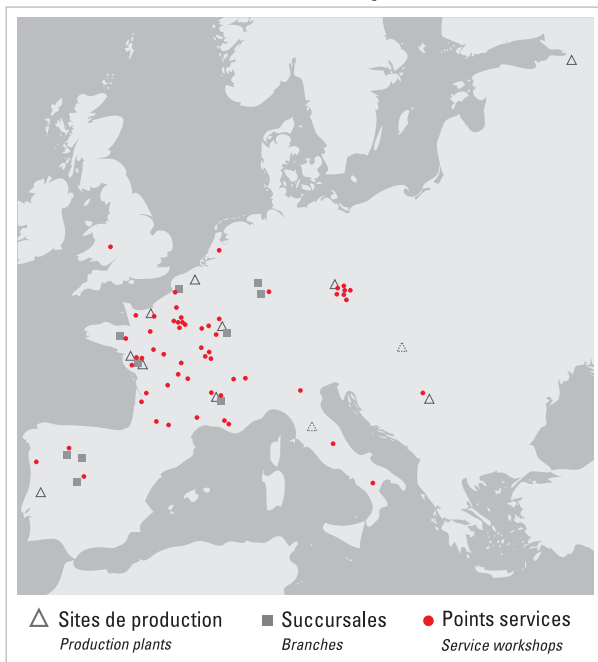 Sites de production
Succursales
Points services
Production plants
Branches
Service workshops